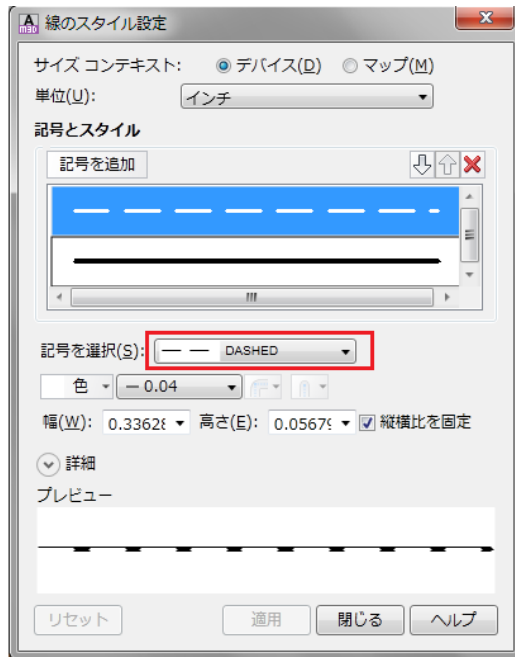 線のスタイル設定
サイズ コンテキスト: デバイス(D) マップ(M)
単位(U): インチ
記号とスタイル
記号を追加
記号を選択(S): DASHED
色 0.04
幅(W): 0.33628 高さ(E): 0.05679 縦横比を固定
詳細
プレビュー
リセット 適用 閉じる ヘルプ